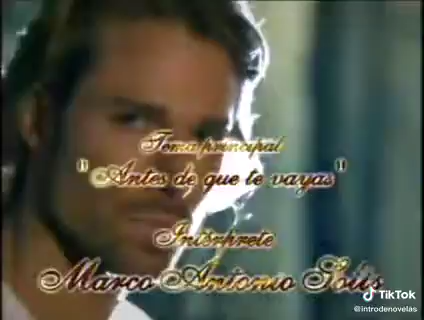 Tema principal
"Antes de que te vayas"
Intérprete
Marco Antonio Solís
TikTok
@introdenovelas